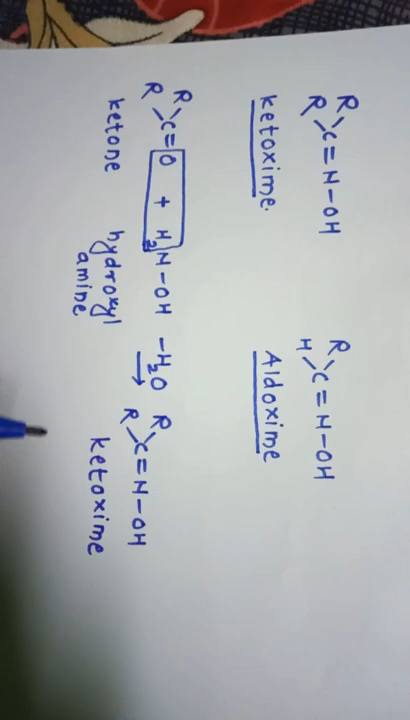 R
R C=N-OH
ketoxime.
R
H C=N-OH
Aldoxime
R
R C=O + H2N-OH -H2O → R
R C=N-OH
ketone
hydroxyl
amine
ketoxime